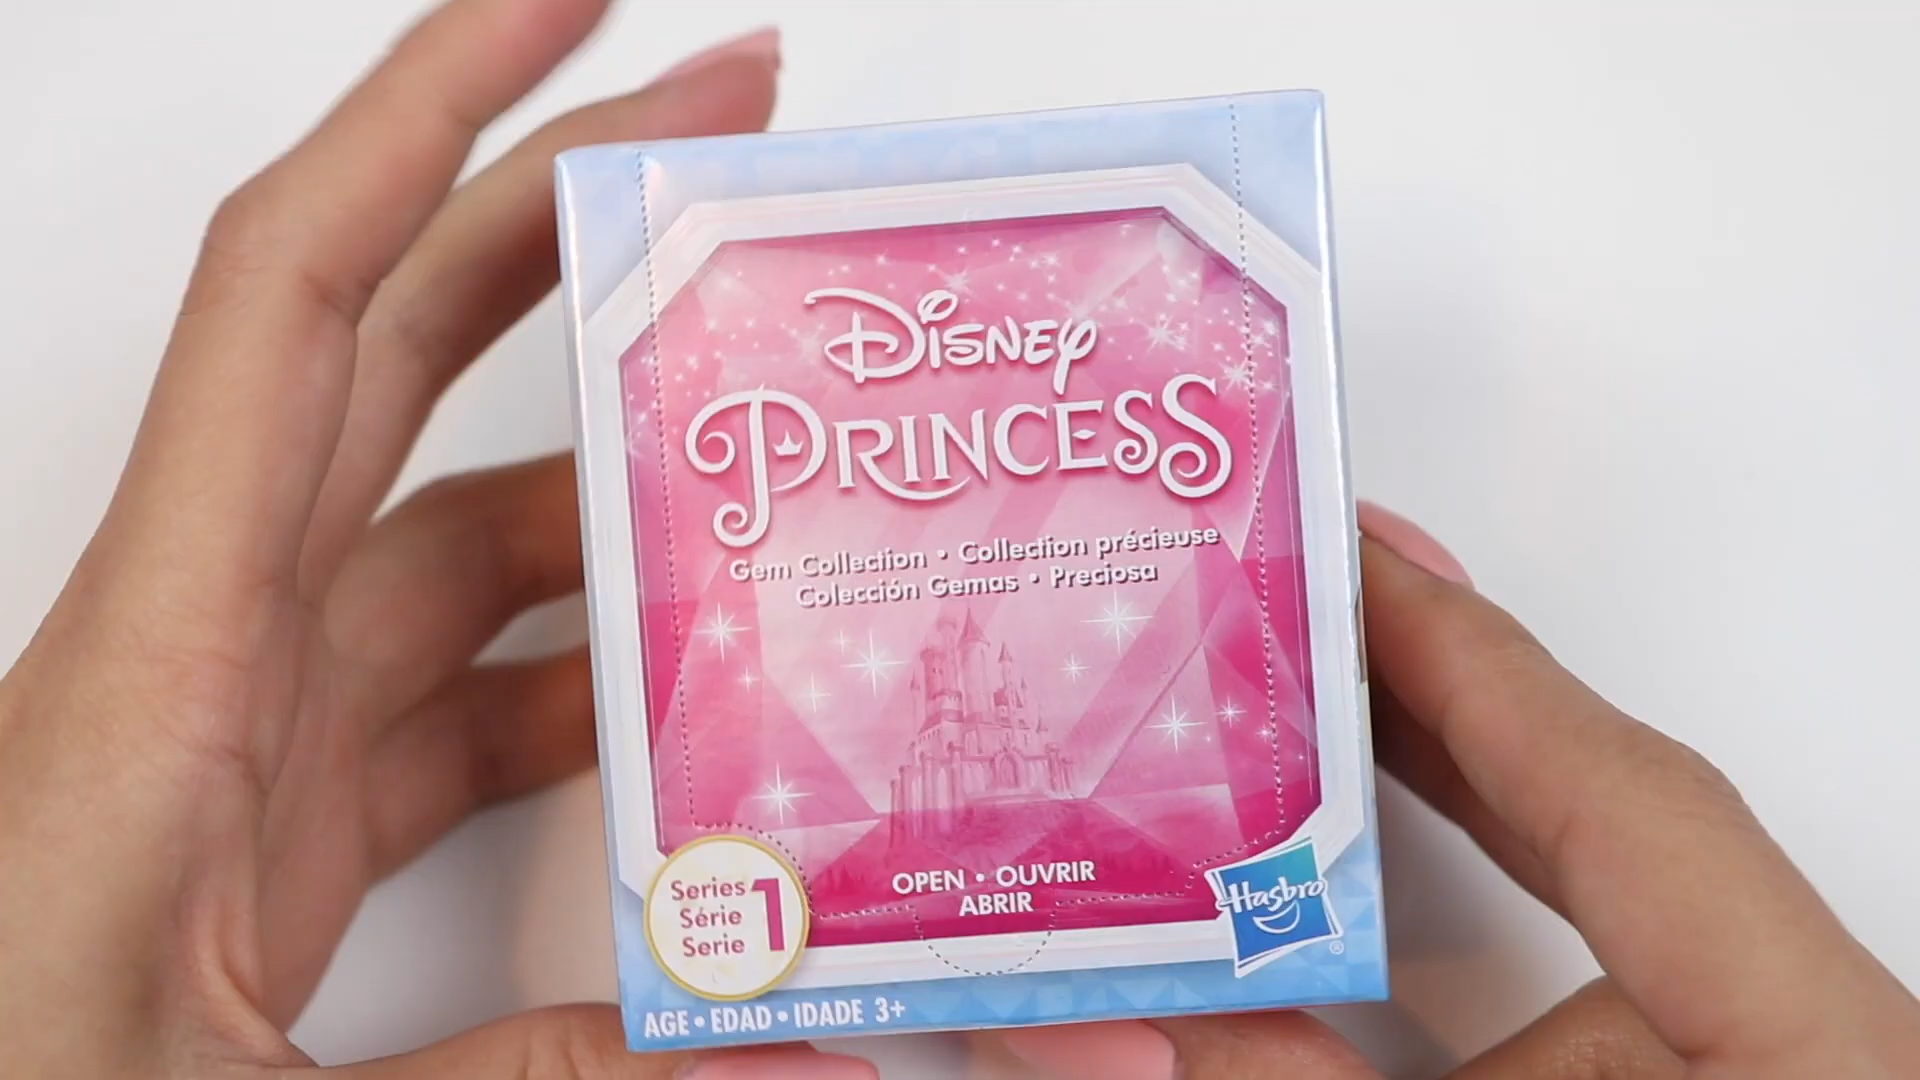 Disney
PRINCESS
Gem Collection • Collection précieuse
Colección Gemas • Preciosa
OPEN • OUVRIR
ABRIR
Series
Série
Serie
1
Hasbro
®
AGE • EDAD • IDADE 3+